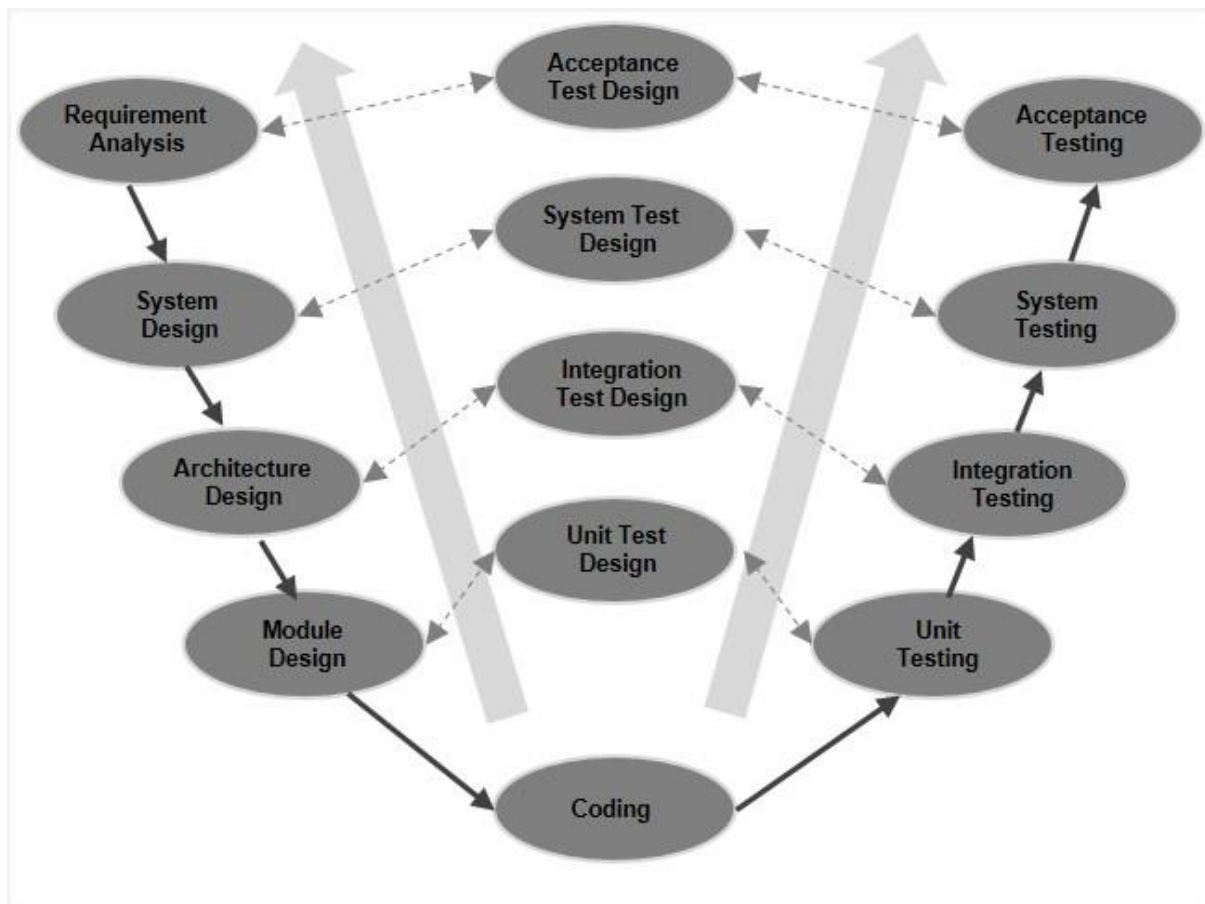 Acceptance
Test Design
Requirement
Analysis
Acceptance
Testing
System Test
Design
System
Design
System
Testing
Integration
Test Design
Architecture
Design
Integration
Testing
Unit Test
Design
Module
Design
Unit
Testing
Coding